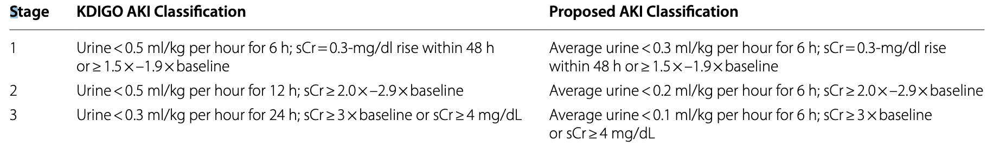 Stage KDIGO AKI Classification Proposed AKI Classification
1 Urine < 0.5 ml/kg per hour for 6 h; sCr = 0.3-mg/dl rise within 48 h Average urine < 0.3 ml/kg per hour for 6 h; sCr = 0.3-mg/dl rise
or ≥ 1.5 × –1.9 × baseline within 48 h or ≥ 1.5 × –1.9 × baseline
2 Urine < 0.5 ml/kg per hour for 12 h; sCr ≥ 2.0 × –2.9 × baseline Average urine < 0.2 ml/kg per hour for 6 h; sCr ≥ 2.0 × –2.9 × baseline
3 Urine < 0.3 ml/kg per hour for 24 h; sCr ≥ 3 × baseline or sCr ≥ 4 mg/dL Average urine < 0.1 ml/kg per hour for 6 h; sCr ≥ 3 × baseline
or sCr ≥ 4 mg/dL